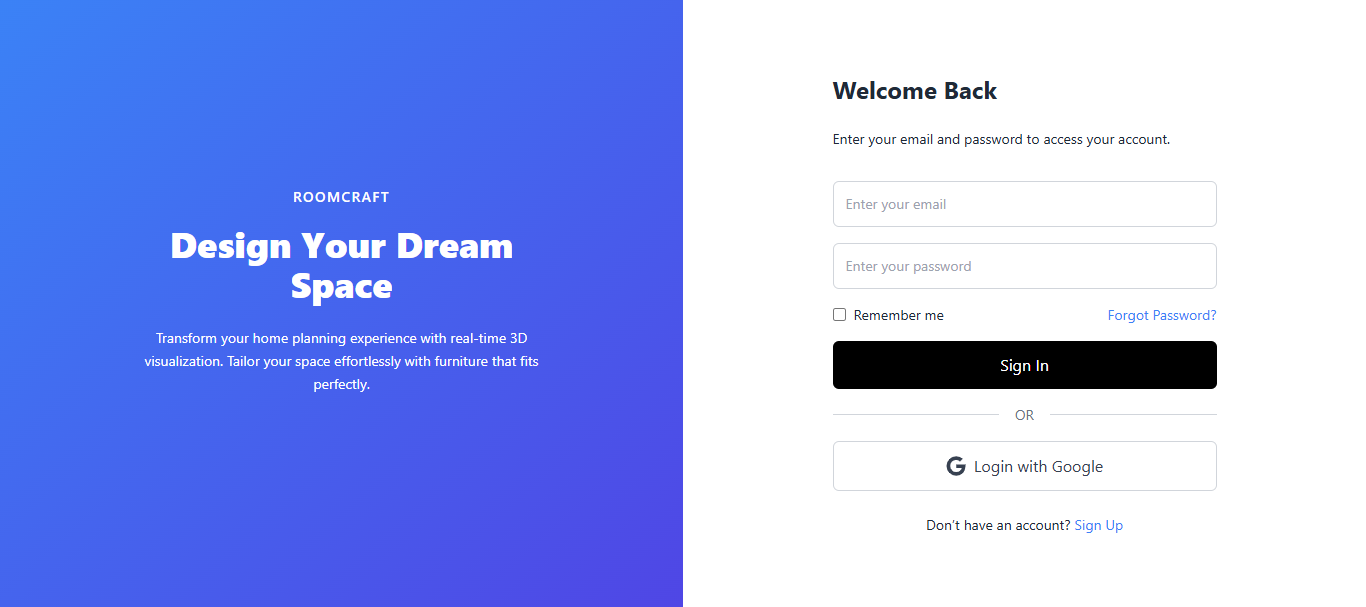 ROOMCRAFT
Design Your Dream
Space
Transform your home planning experience with real-time 3D
visualization. Tailor your space effortlessly with furniture that fits
perfectly.
Welcome Back
Enter your email and password to access your account.
Enter your email
Enter your password
Remember me
Forgot Password?
Sign In
OR
Login with Google
Don't have an account? Sign Up